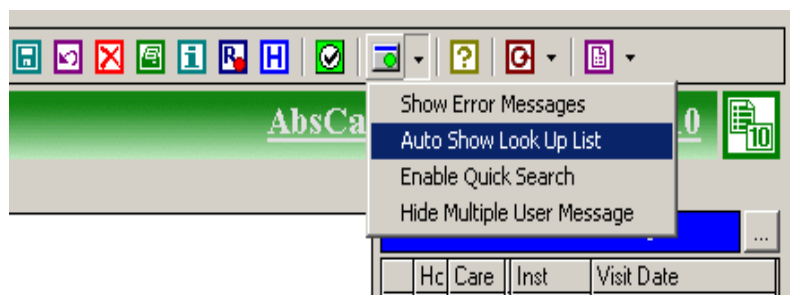 R H ?
Show Error Messages
AbsCa 0
10
Auto Show Look Up List
Enable Quick Search
Hide Multiple User Message
...
Hc Care Inst Visit Date